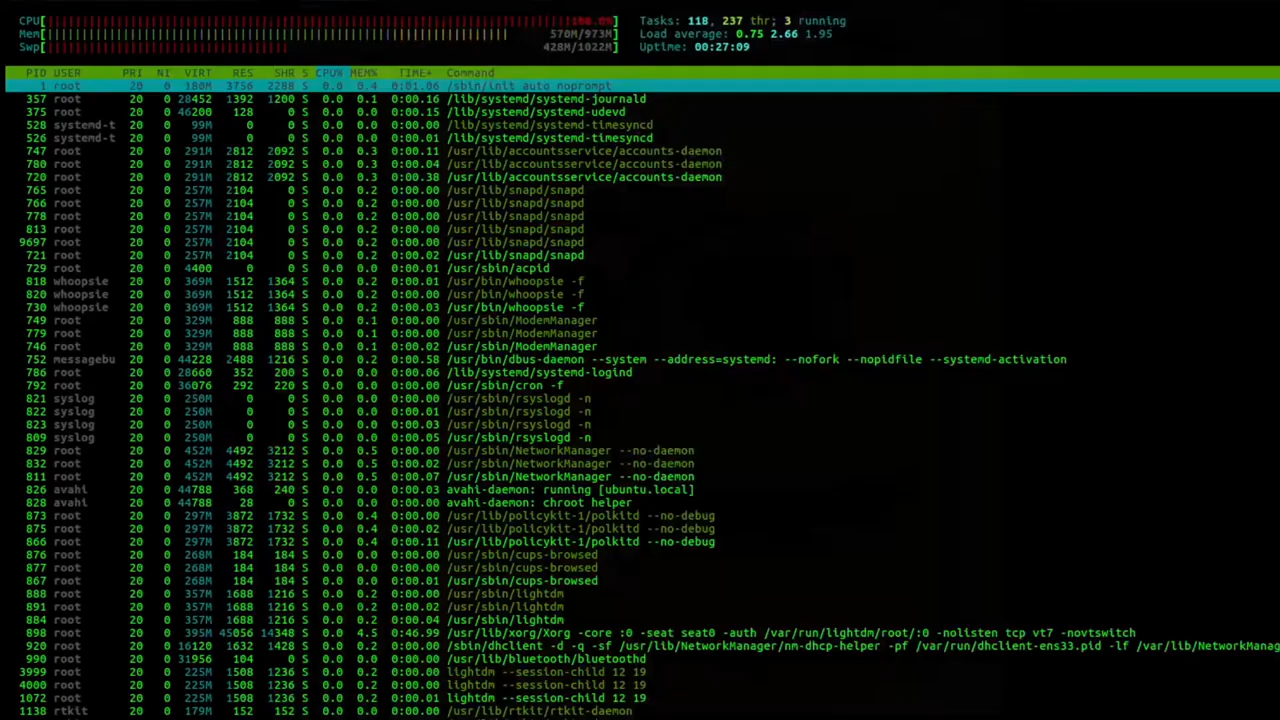 CPU[ 100.0%] Tasks: 118, 237 thr; 3 running
Mem[ 570M/973M] Load average: 0.75 2.66 1.95
Swp[ 428M/1022M] Uptime: 00:27:09
PID USER PRI NI VIRT RES SHR S CPU% MEM% TIME+ Command
1 root 20 0 180M 3756 2288 S 0.0 0.4 0:01.06 /sbin/init auto noprompt
357 root 20 0 28452 1392 1200 S 0.0 0.1 0:00.16 /lib/systemd/systemd-journald
375 root 20 0 46200 128 0 S 0.0 0.0 0:00.15 /lib/systemd/systemd-udevd
528 systemd-t 20 0 99M 0 0 S 0.0 0.0 0:00.00 /lib/systemd/systemd-timesyncd
526 systemd-t 20 0 99M 0 0 S 0.0 0.0 0:00.01 /lib/systemd/systemd-timesyncd
747 root 20 0 291M 2812 2092 S 0.0 0.3 0:00.11 /usr/lib/accountsservice/accounts-daemon
780 root 20 0 291M 2812 2092 S 0.0 0.3 0:00.04 /usr/lib/accountsservice/accounts-daemon
720 root 20 0 291M 2812 2092 S 0.0 0.3 0:00.38 /usr/lib/accountsservice/accounts-daemon
765 root 20 0 257M 2104 0 S 0.0 0.2 0:00.00 /usr/lib/snapd/snapd
766 root 20 0 257M 2104 0 S 0.0 0.2 0:00.00 /usr/lib/snapd/snapd
778 root 20 0 257M 2104 0 S 0.0 0.2 0:00.00 /usr/lib/snapd/snapd
813 root 20 0 257M 2104 0 S 0.0 0.2 0:00.00 /usr/lib/snapd/snapd
9697 root 20 0 257M 2104 0 S 0.0 0.2 0:00.00 /usr/lib/snapd/snapd
721 root 20 0 257M 2104 0 S 0.0 0.2 0:00.02 /usr/lib/snapd/snapd
729 root 20 0 4400 0 0 S 0.0 0.0 0:00.01 /usr/sbin/acpid
818 whoopsie 20 0 369M 1512 1364 S 0.0 0.2 0:00.01 /usr/bin/whoopsie -f
820 whoopsie 20 0 369M 1512 1364 S 0.0 0.2 0:00.00 /usr/bin/whoopsie -f
730 whoopsie 20 0 369M 1512 1364 S 0.0 0.2 0:00.03 /usr/bin/whoopsie -f
749 root 20 0 329M 888 888 S 0.0 0.1 0:00.00 /usr/sbin/ModemManager
779 root 20 0 329M 888 888 S 0.0 0.1 0:00.00 /usr/sbin/ModemManager
746 root 20 0 329M 888 888 S 0.0 0.1 0:00.02 /usr/sbin/ModemManager
752 messagebu 20 0 44228 2488 1216 S 0.0 0.2 0:00.58 /usr/bin/dbus-daemon --system --address=systemd: --nofork --nopidfile --systemd-activation
786 root 20 0 28660 352 200 S 0.0 0.0 0:00.06 /lib/systemd/systemd-logind
792 root 20 0 36076 292 220 S 0.0 0.0 0:00.00 /usr/sbin/cron -f
821 syslog 20 0 250M 0 0 S 0.0 0.0 0:00.00 /usr/sbin/rsyslogd -n
822 syslog 20 0 250M 0 0 S 0.0 0.0 0:00.01 /usr/sbin/rsyslogd -n
823 syslog 20 0 250M 0 0 S 0.0 0.0 0:00.03 /usr/sbin/rsyslogd -n
809 syslog 20 0 250M 0 0 S 0.0 0.0 0:00.05 /usr/sbin/rsyslogd -n
829 root 20 0 452M 4492 3212 S 0.0 0.5 0:00.00 /usr/sbin/NetworkManager --no-daemon
832 root 20 0 452M 4492 3212 S 0.0 0.5 0:00.02 /usr/sbin/NetworkManager --no-daemon
811 root 20 0 452M 4492 3212 S 0.0 0.5 0:00.07 /usr/sbin/NetworkManager --no-daemon
826 avahi 20 0 44788 368 240 S 0.0 0.0 0:00.03 avahi-daemon: running [ubuntu.local]
828 avahi 20 0 44788 28 0 S 0.0 0.0 0:00.00 avahi-daemon: chroot helper
873 root 20 0 297M 3872 1732 S 0.0 0.4 0:00.00 /usr/lib/policykit-1/polkitd --no-debug
875 root 20 0 297M 3872 1732 S 0.0 0.4 0:00.02 /usr/lib/policykit-1/polkitd --no-debug
866 root 20 0 297M 3872 1732 S 0.0 0.4 0:00.11 /usr/lib/policykit-1/polkitd --no-debug
876 root 20 0 268M 184 184 S 0.0 0.0 0:00.00 /usr/sbin/cups-browsed
877 root 20 0 268M 184 184 S 0.0 0.0 0:00.00 /usr/sbin/cups-browsed
867 root 20 0 268M 184 184 S 0.0 0.0 0:00.01 /usr/sbin/cups-browsed
888 root 20 0 357M 1688 1216 S 0.0 0.2 0:00.00 /usr/sbin/lightdm
891 root 20 0 357M 1688 1216 S 0.0 0.2 0:00.02 /usr/sbin/lightdm
884 root 20 0 357M 1688 1216 S 0.0 0.2 0:00.04 /usr/sbin/lightdm
898 root 20 0 395M 45056 14348 S 0.0 4.5 0:46.99 /usr/lib/xorg/Xorg -core :0 -seat seat0 -auth /var/run/lightdm/root/:0 -nolisten tcp vt7 -novtswitch
920 root 20 0 16120 1632 1428 S 0.0 0.2 0:00.01 /sbin/dhclient -d -q -sf /usr/lib/NetworkManager/nm-dhcp-helper -pf /var/run/dhclient-ens33.pid -lf /var/lib/NetworkManag
990 root 20 0 31956 104 0 S 0.0 0.0 0:00.00 /usr/lib/bluetooth/bluetoothd
3999 root 20 0 225M 1508 1236 S 0.0 0.2 0:00.00 lightdm --session-child 12 19
4000 root 20 0 225M 1508 1236 S 0.0 0.2 0:00.00 lightdm --session-child 12 19
1072 root 20 0 225M 1508 1236 S 0.0 0.2 0:00.01 lightdm --session-child 12 19
1138 rtkit 20 0 179M 152 152 S 0.0 0.0 0:00.00 /usr/lib/rtkit/rtkit-daemon